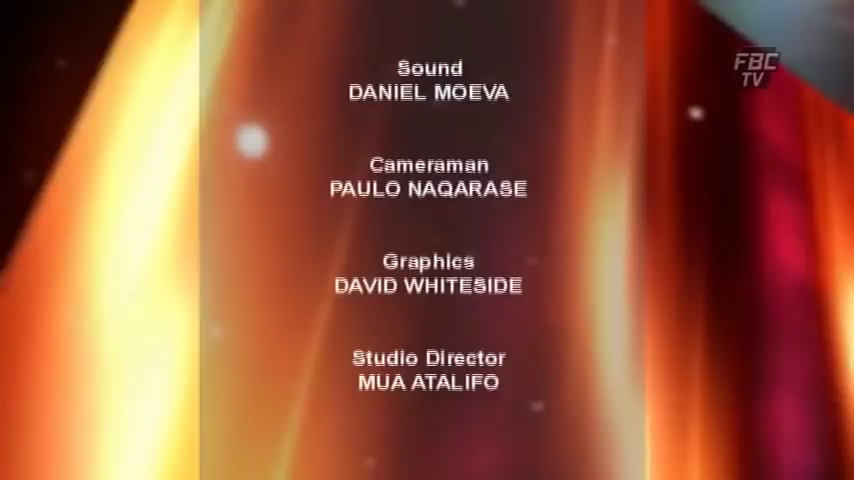 FBC
TV
Sound
DANIEL MOEVA
Cameraman
PAULO NAQARASE
Graphics
DAVID WHITESIDE
Studio Director
MUA ATALIFO